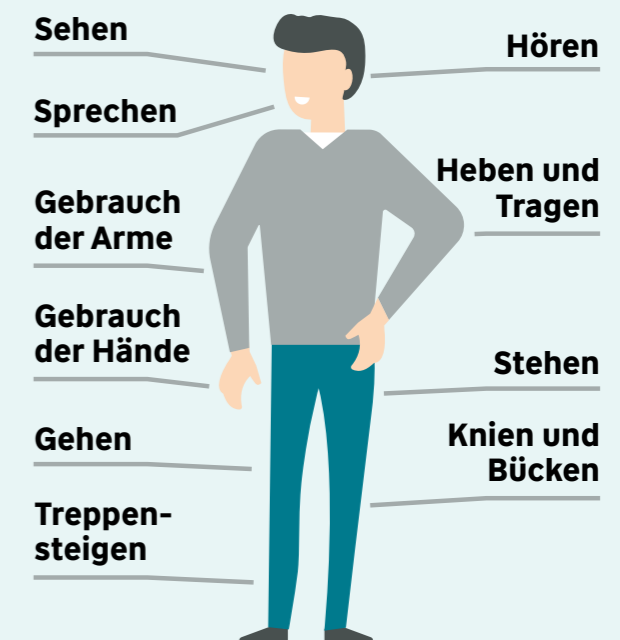 Sehen
Sprechen
Gebrauch
der Arme
Gebrauch
der Hände
Gehen
Treppen-
steigen
Hören
Heben und
Tragen
Stehen
Knien und
Bücken